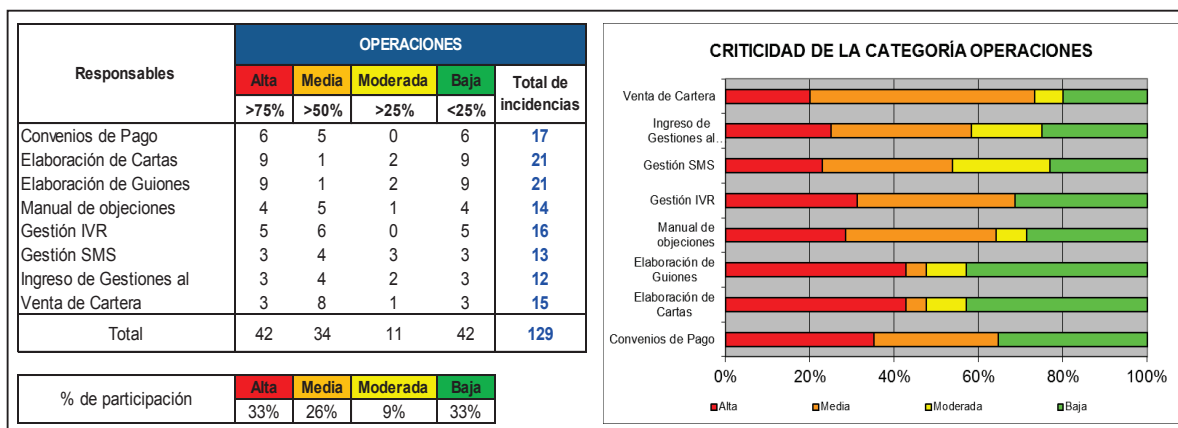 Responsables
OPERACIONES
Alta Media Moderada Baja Total de incidencias
>75% >50% >25% <25%
Convenios de Pago 6 5 0 6 17
Elaboración de Cartas 9 1 2 9 21
Elaboración de Guiones 9 1 2 9 21
Manual de objeciones 4 5 1 4 14
Gestión IVR 5 6 0 5 16
Gestión SMS 3 4 3 3 13
Ingreso de Gestiones al 3 4 2 3 12
Venta de Cartera 3 8 1 3 15
Total 42 34 11 42 129
% de participación
Alta Media Moderada Baja
33% 26% 9% 33%
CRITICIDAD DE LA CATEGORÍA OPERACIONES
Venta de Cartera
Ingreso de
Gestiones al..
Gestión SMS
Gestión IVR
Manual de
objeciones
Elaboración de
Guiones
Elaboración de
Cartas
Convenios de Pago
0% 20% 40% 60% 80% 100%
Alta Media Moderada Baja